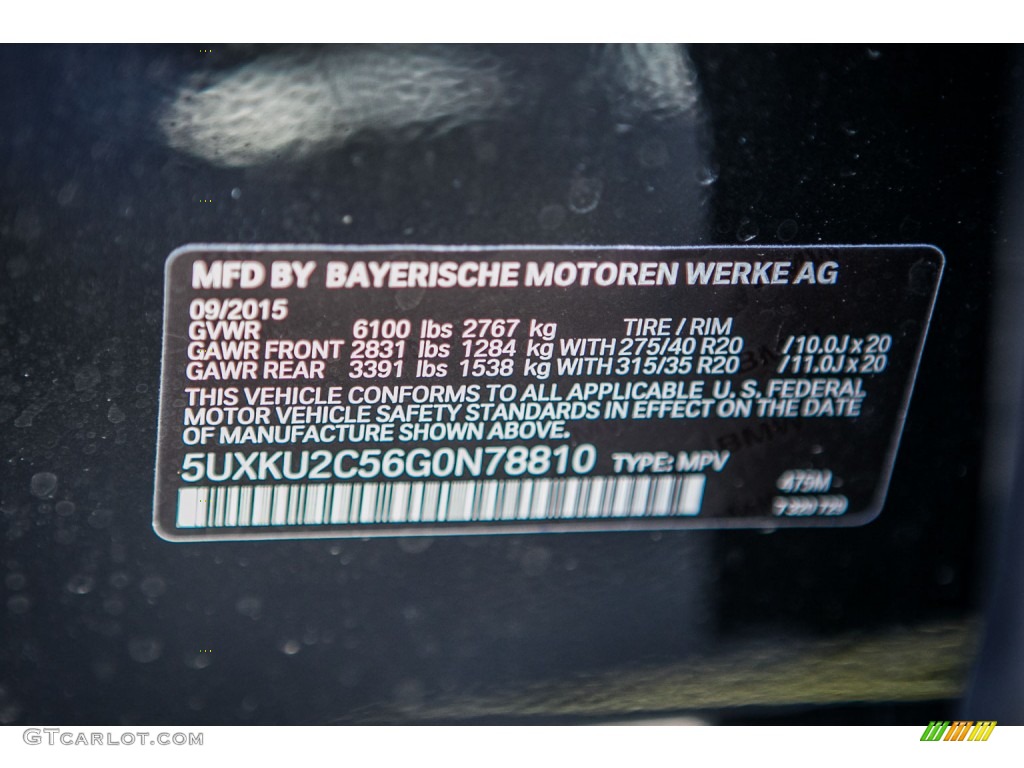 MFD BY BAYERISCHE MOTOREN WERKE AG
09/2015
GVWR 6100 lbs 2767 kg TIRE / RIM
GAWR FRONT 2831 lbs 1284 kg WITH 275/40 R20 /10.0J x 20
GAWR REAR 3391 lbs 1538 kg WITH 315/35 R20 /11.0J x 20
THIS VEHICLE CONFORMS TO ALL APPLICABLE U. S. FEDERAL
MOTOR VEHICLE SAFETY STANDARDS IN EFFECT ON THE DATE
OF MANUFACTURE SHOWN ABOVE.
5UXKU2C56G0N78810 TYPE: MPV
479M
GTCARLOT.COM